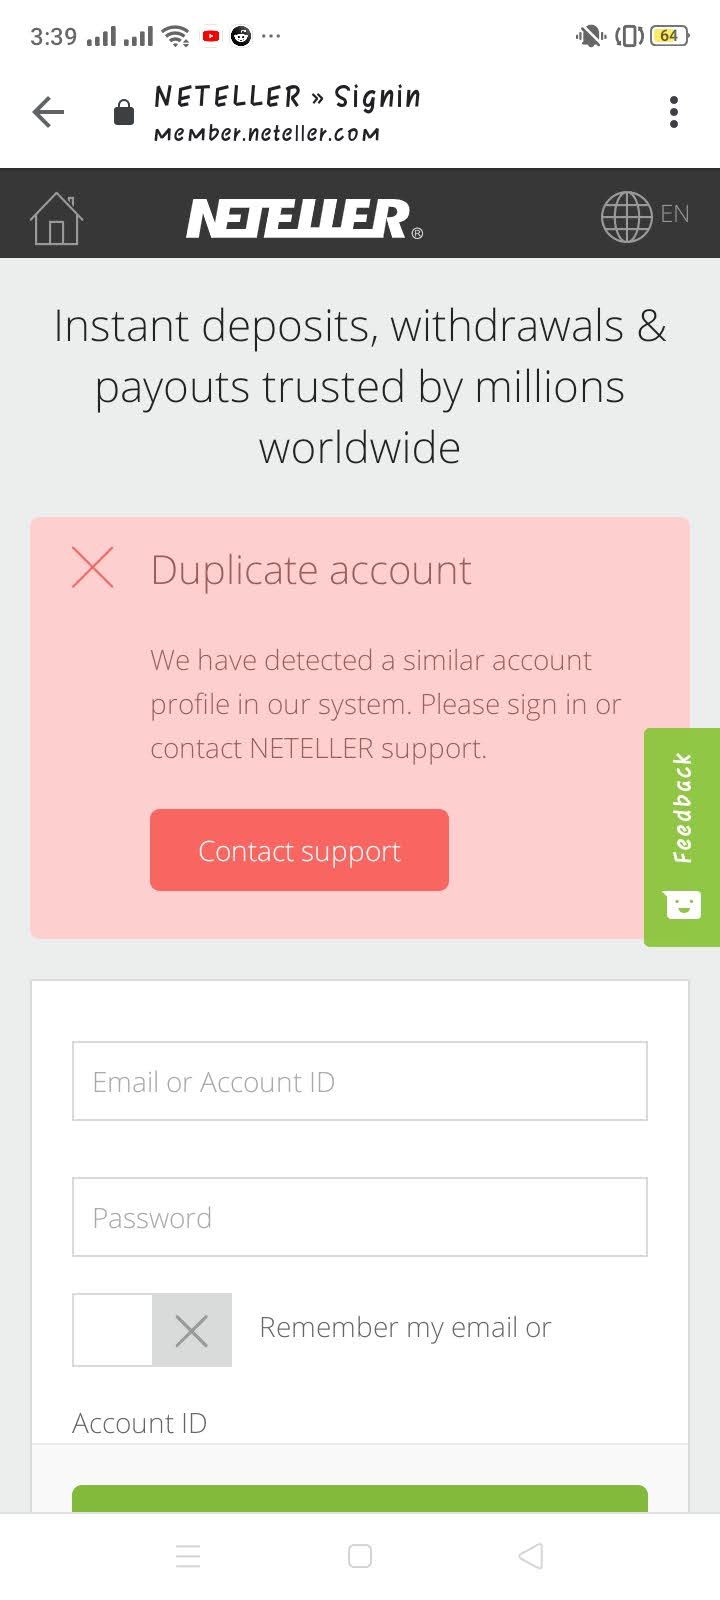 3:39
64
NETELLER » Signin
member.neteller.com
NETELLER®
EN
Instant deposits, withdrawals &
payouts trusted by millions
worldwide
Duplicate account
We have detected a similar account
profile in our system. Please sign in or
contact NETELLER support.
Contact support
Feedback
Email or Account ID
Password
Remember my email or
Account ID